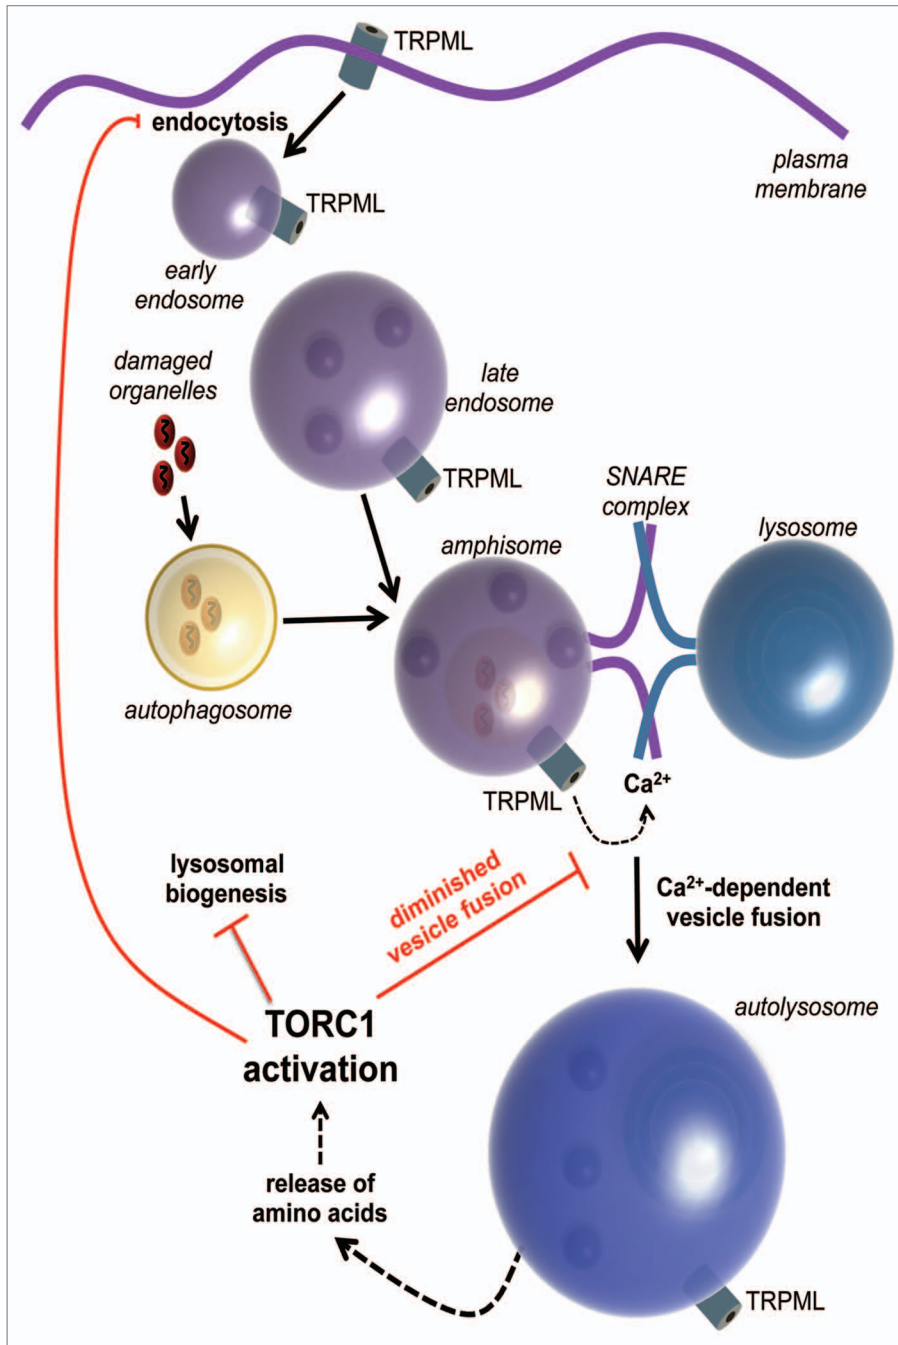 TRPML
endocytosis
plasma
membrane
TRPML
early
endosome
damaged
organelles
late
endosome
TRPML
SNARE
complex
lysosome
amphisome
autophagosome
TRPML
Ca²⁺
lysosomal
biogenesis
diminished
vesicle fusion
Ca²⁺-dependent
vesicle fusion
autolysosome
TORC1
activation
release of
amino acids
TRPML